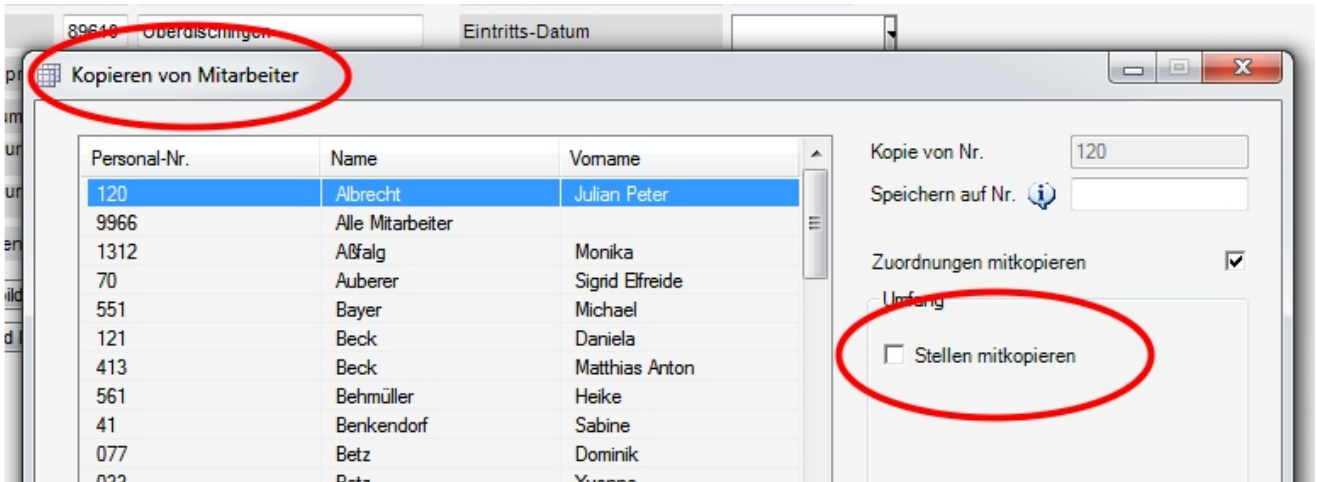 89610 Oberdischingen Eintritts-Datum
Kopieren von Mitarbeiter
Personal-Nr. Name Vorname
120 Albrecht Julian Peter
9966 Alle Mitarbeiter
1312 Aßfalg Monika
70 Auberer Sigrid Elfreide
551 Bayer Michael
121 Beck Daniela
413 Beck Matthias Anton
561 Behmüller Heike
41 Benkendorf Sabine
077 Betz Dominik
Kopie von Nr. 120
Speichern auf Nr.
Zuordnungen mitkopieren
Umfang
Stellen mitkopieren